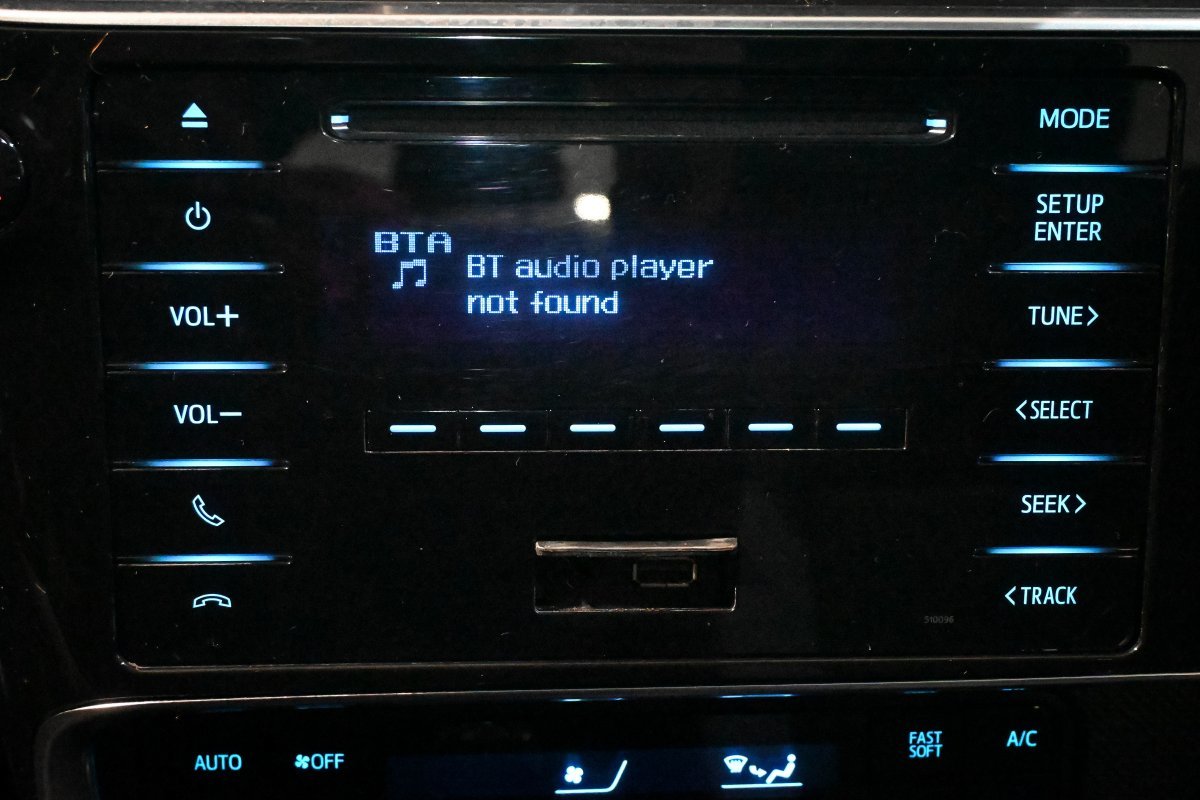 MODE
SETUP
ENTER
VOL+
TUNE>
VOL-
<SELECT
SEEK>
<TRACK
BTA
BT audio player
not found
510096
AUTO
OFF
FAST
SOFT
A/C